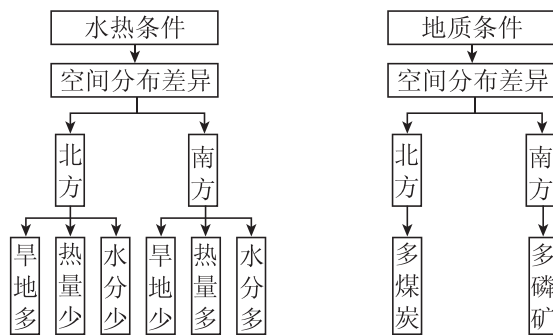 水热条件
空间分布差异
北方
南方
旱地多
热量少
水分少
旱地少
热量多
水分多
地质条件
空间分布差异
北方
南方
多煤炭
多磷矿